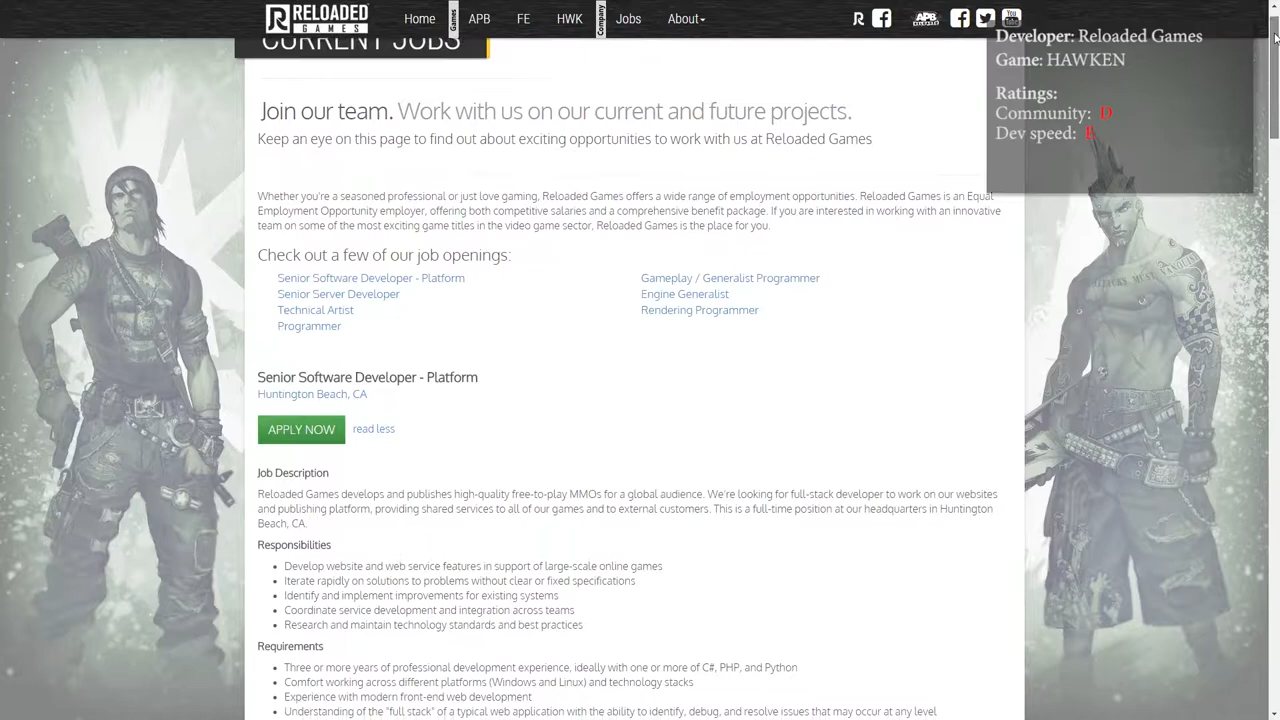 RELOADED
GAMES
Home
Games
APB
FE
HWK
Company
Jobs
About
R
APB
You
Tube
CURRENT JOBS
Developer: Reloaded Games
Game: HAWKEN
Ratings:
Community: D
Dev speed:
Join our team. Work with us on our current and future projects.
Keep an eye on this page to find out about exciting opportunities to work with us at Reloaded Games
Whether you're a seasoned professional or just love gaming, Reloaded Games offers a wide range of employment opportunities. Reloaded Games is an Equal
Employment Opportunity employer, offering both competitive salaries and a comprehensive benefit package. If you are interested in working with an innovative
team on some of the most exciting game titles in the video game sector, Reloaded Games is the place for you.
Check out a few of our job openings:
Senior Software Developer - Platform
Senior Server Developer
Technical Artist
Programmer
Gameplay / Generalist Programmer
Engine Generalist
Rendering Programmer
Senior Software Developer - Platform
Huntington Beach, CA
APPLY NOW read less
Job Description
Reloaded Games develops and publishes high-quality free-to-play MMOs for a global audience. We're looking for full-stack developer to work on our websites
and publishing platform, providing shared services to all of our games and to external customers. This is a full-time position at our headquarters in Huntington
Beach, CA.
Responsibilities
Develop website and web service features in support of large-scale online games
Iterate rapidly on solutions to problems without clear or fixed specifications
Identify and implement improvements for existing systems
Coordinate service development and integration across teams
Research and maintain technology standards and best practices
Requirements
Three or more years of professional development experience, ideally with one or more of C#, PHP, and Python
Comfort working across different platforms (Windows and Linux) and technology stacks
Experience with modern front-end web development
Understanding of the "full stack" of a typical web application with the ability to identify, debug, and resolve issues that may occur at any level